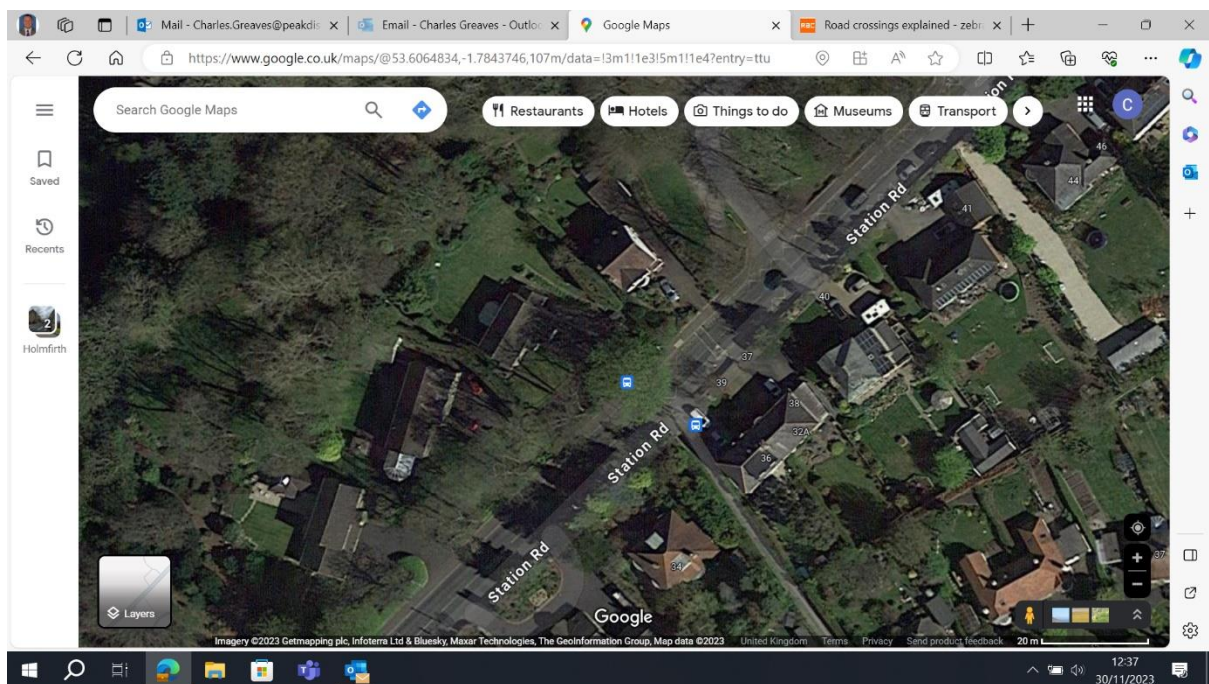 Mail - Charles.Greaves@peakdis
Email - Charles Greaves - Outloo
Google Maps
Road crossings explained - zebr
https://www.google.co.uk/maps/@53.6064834,-1.7843746,107m/data=!3m1!1e3!5m1!1e4?entry=ttu
Search Google Maps
Restaurants
Hotels
Things to do
Museums
Transport
C
Saved
Recents
2
Holmfirth
Station Rd
46
44
41
40
37
39
38
32A
36
Station Rd
34
Station Rd
37
Layers
Google
Imagery ©2023 Getmapping plc, Infoterra Ltd & Bluesky, Maxar Technologies, The GeoInformation Group, Map data ©2023 United Kingdom Terms Privacy Send product feedback 20 m
12:37
30/11/2023